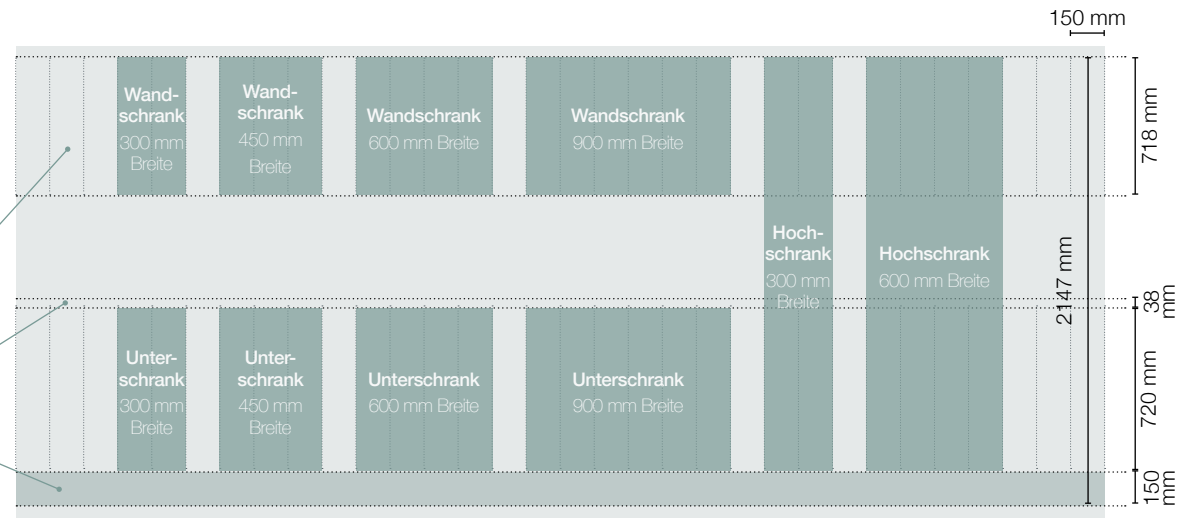 150 mm
Wand-
schrank
300 mm
Breite
Wand-
schrank
450 mm
Breite
Wandschrank
600 mm Breite
Wandschrank
900 mm Breite
718 mm
Hoch-
schrank
300 mm
Breite
Hochschrank
600 mm Breite
2147 mm
38
mm
Unter-
schrank
300 mm
Breite
Unter-
schrank
450 mm
Breite
Unterschrank
600 mm Breite
Unterschrank
900 mm Breite
720 mm
150
mm